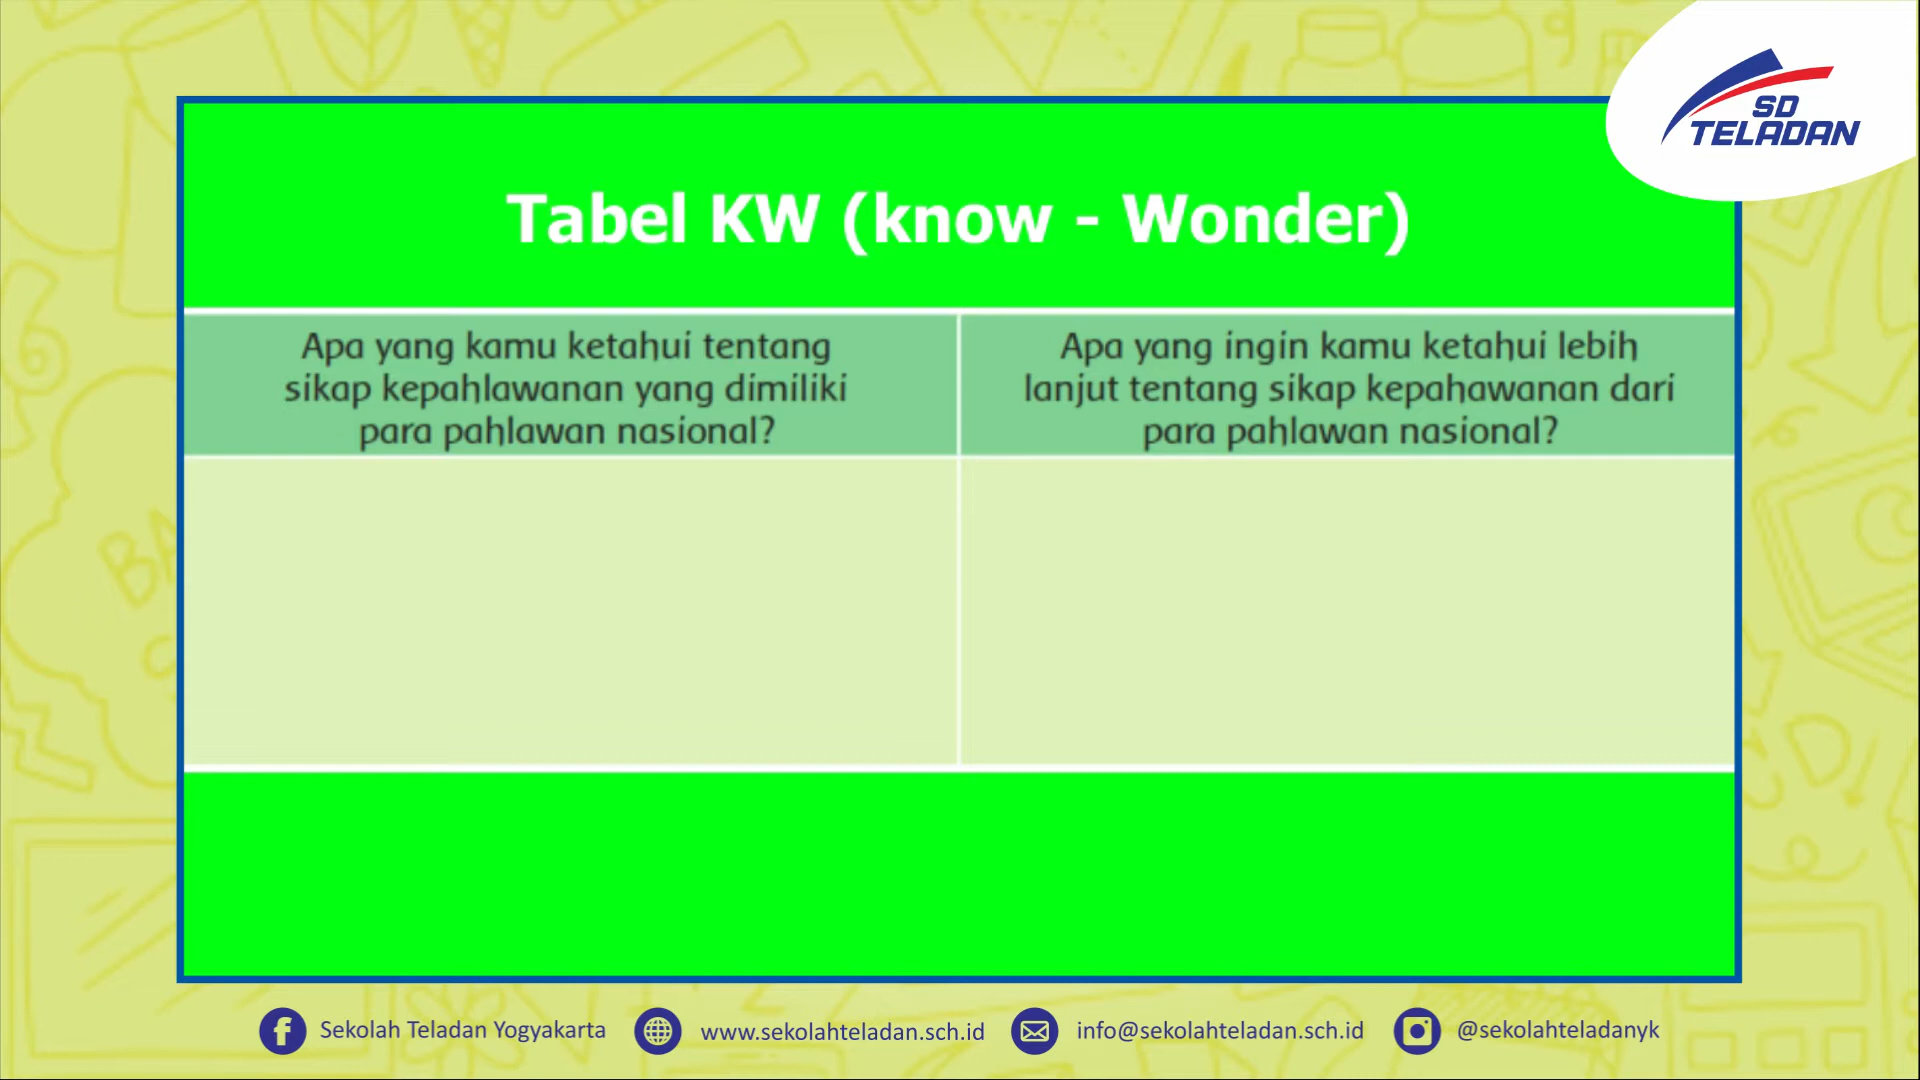 SD
TELADAN
Tabel KW (know - Wonder)
Apa yang kamu ketahui tentang
sikap kepahlawanan yang dimiliki
para pahlawan nasional?
Apa yang ingin kamu ketahui lebih
lanjut tentang sikap kepahawanan dari
para pahlawan nasional?
Sekolah Teladan Yogyakarta
www.sekolahteladan.sch.id
info@sekolahteladan.sch.id
@sekolahteladanyk